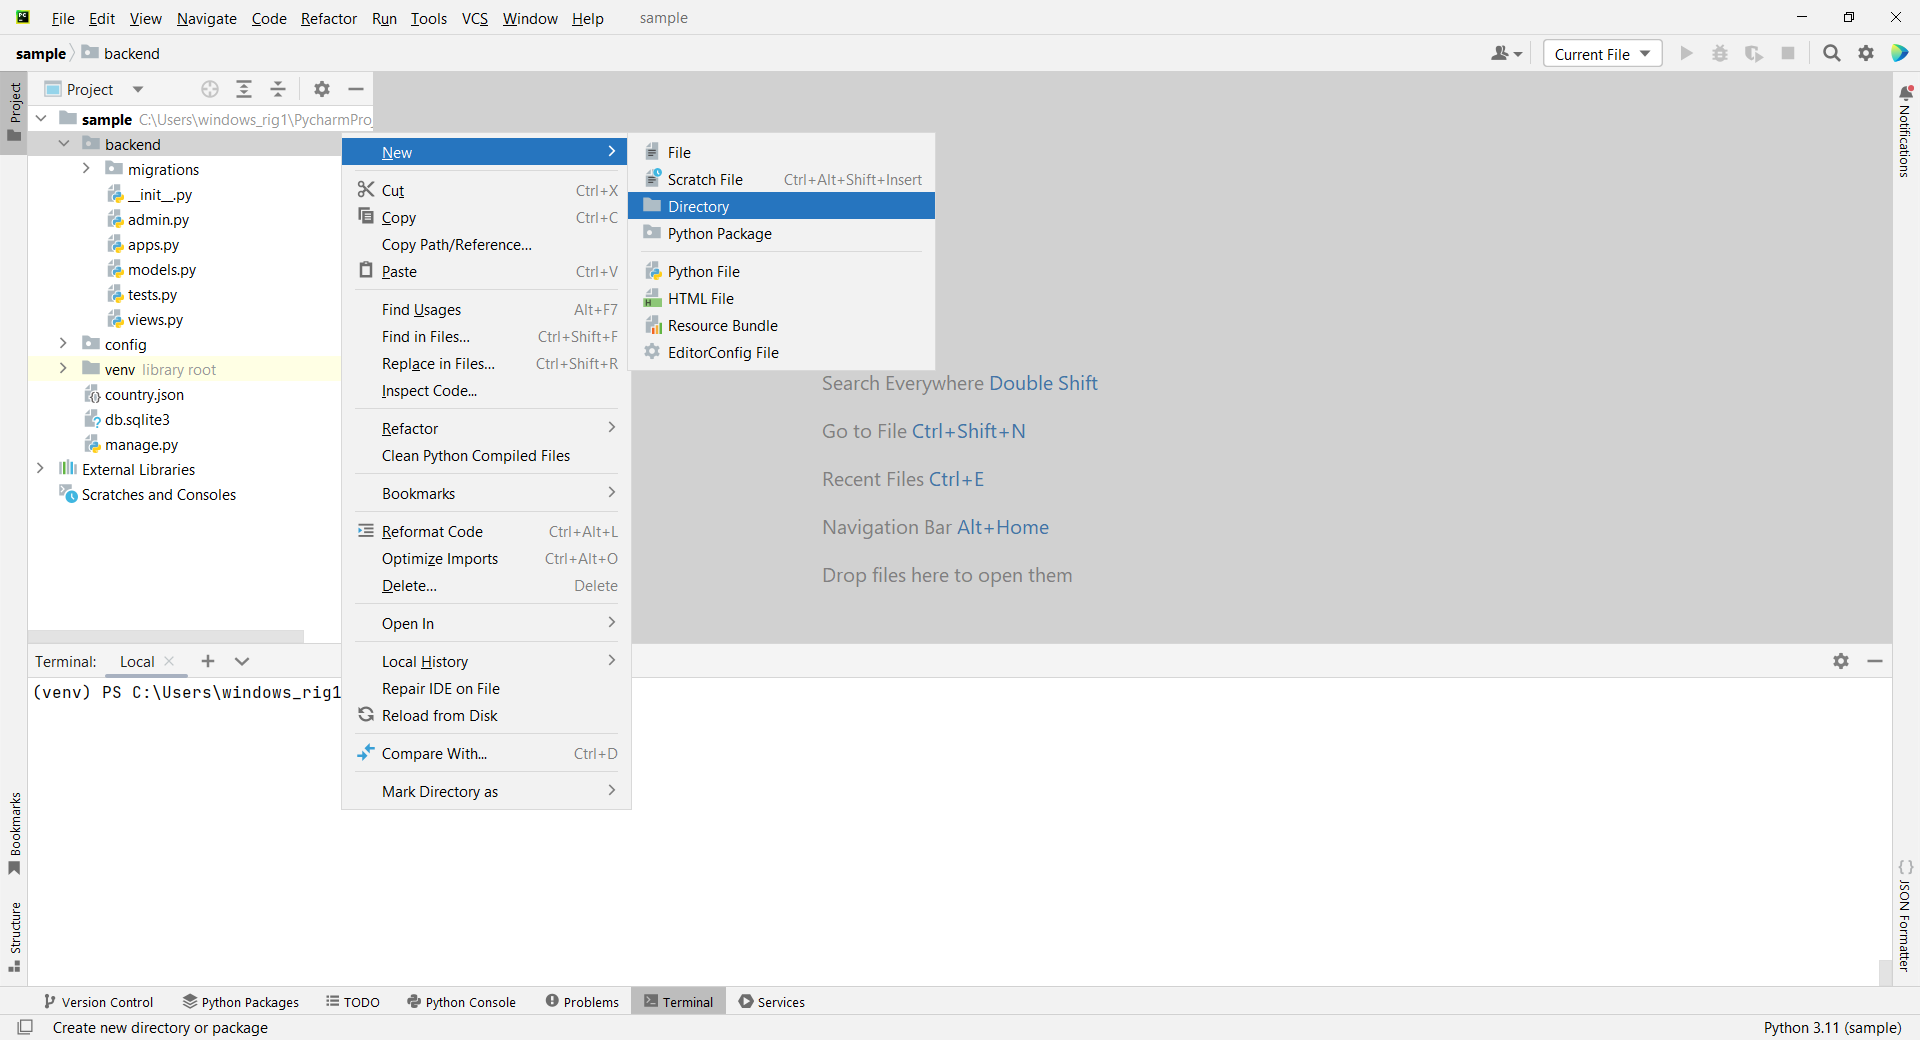 File Edit View Navigate Code Refactor Run Tools VCS Window Help sample
sample backend Current File
Project
Project
sample C:\Users\windows_rig1\PycharmPro
backend
migrations
__init__.py
admin.py
apps.py
models.py
tests.py
views.py
config
venv library root
country.json
db.sqlite3
manage.py
External Libraries
Scratches and Consoles
New
Cut Ctrl+X
Copy Ctrl+C
Copy Path/Reference...
Paste Ctrl+V
Find Usages Alt+F7
Find in Files... Ctrl+Shift+F
Replace in Files... Ctrl+Shift+R
Inspect Code...
Refactor
Clean Python Compiled Files
Bookmarks
Reformat Code Ctrl+Alt+L
Optimize Imports Ctrl+Alt+O
Delete... Delete
Open In
Local History
Repair IDE on File
Reload from Disk
Compare With... Ctrl+D
Mark Directory as
File
Scratch File Ctrl+Alt+Shift+Insert
Directory
Python Package
Python File
HTML File
Resource Bundle
EditorConfig File
Search Everywhere Double Shift
Go to File Ctrl+Shift+N
Recent Files Ctrl+E
Navigation Bar Alt+Home
Drop files here to open them
Notifications
Terminal: Local
(venv) PS C:\Users\windows_rig1
Bookmarks
Structure
JSON Formatter
Version Control Python Packages TODO Python Console Problems Terminal Services
Create new directory or package Python 3.11 (sample)